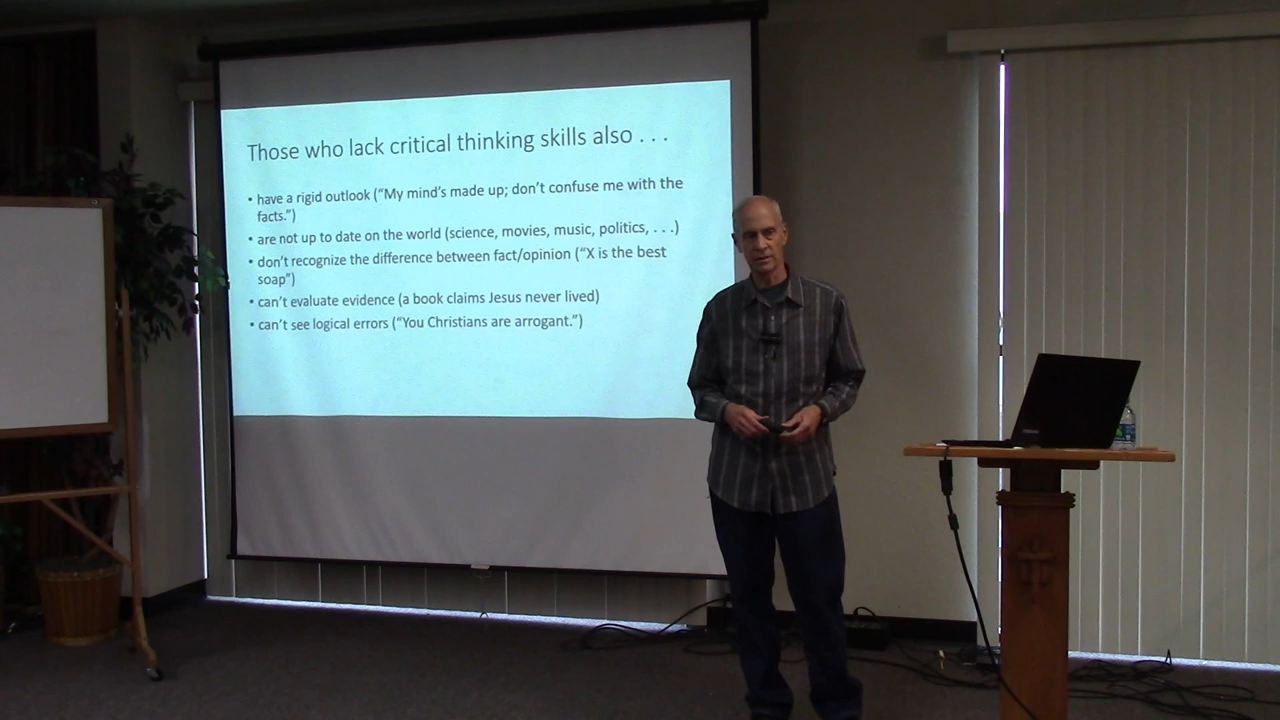 Those who lack critical thinking skills also . . .
• have a rigid outlook (“My mind’s made up; don’t confuse me with the
facts.”)
• are not up to date on the world (science, movies, music, politics, . . .)
• don’t recognize the difference between fact/opinion (“X is the best
soap”)
• can’t evaluate evidence (a book claims Jesus never lived)
• can’t see logical errors (“You Christians are arrogant.”)